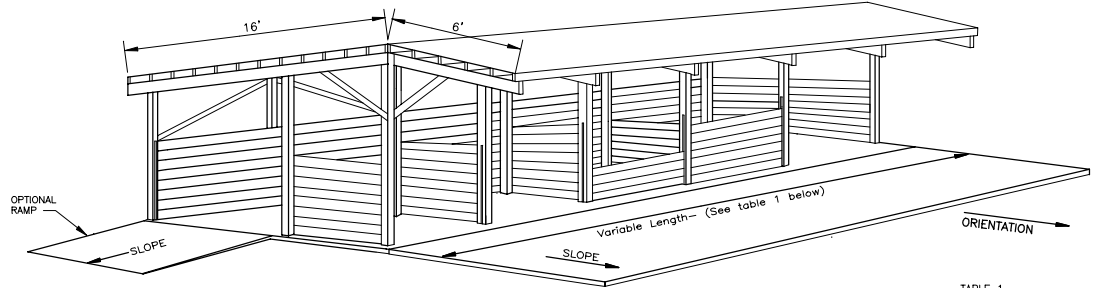 16'
6'
OPTIONAL
RAMP
SLOPE
Variable Length- (See table 1 below)
SLOPE
ORIENTATION
TABLE 1